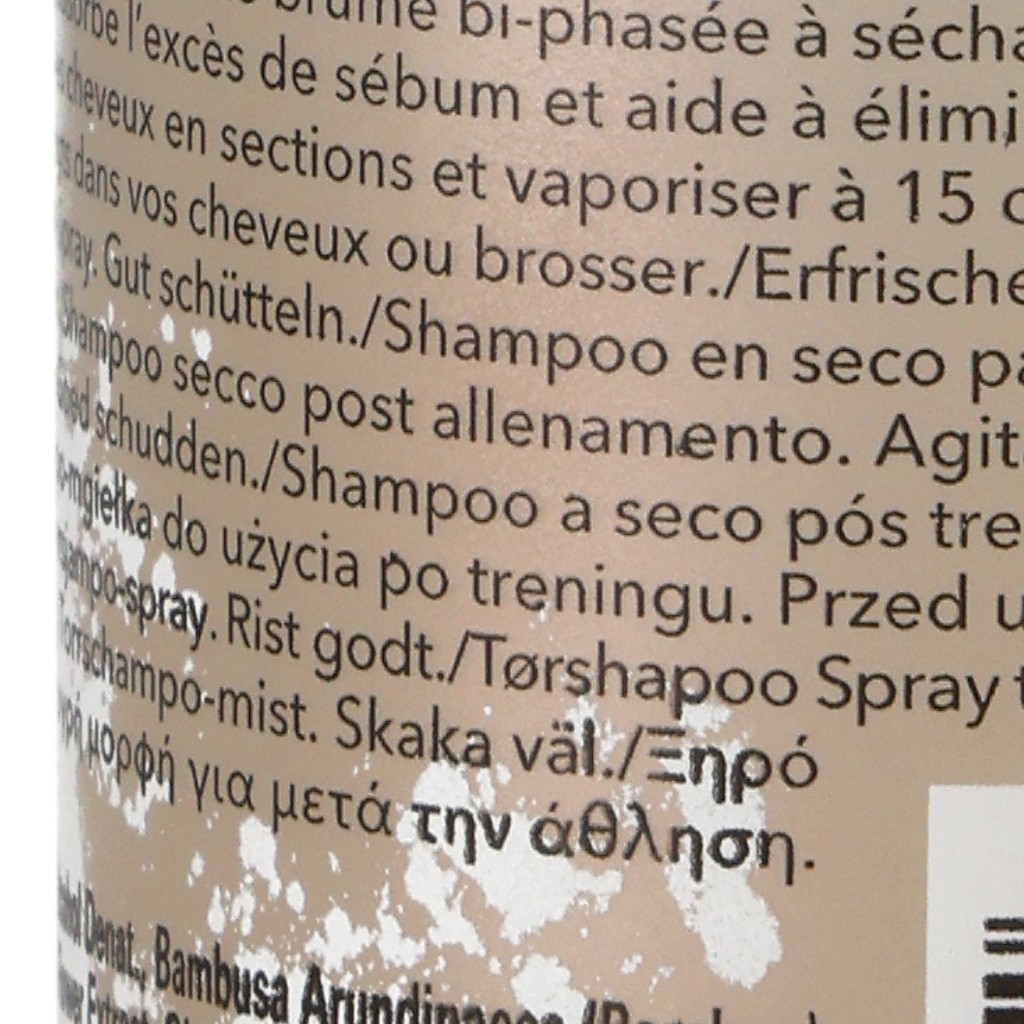 brume bi-phasée à sécha
l'excès de sébum et aide à élimi
cheveux en sections et vaporiser à 15 c
dans vos cheveux ou brosser./Erfrische
Gut schütteln./Shampoo en seco pa
Shampoo secco post allenamento. Agit
schudden./Shampoo a seco pós tre
do użycia po treningu. Przed u
-spray. Rist godt./Tørshapoo Spray t
mist. Skaka väl./Ξηρό
μορφή για μετά την άθληση.
Denat., Bambusa Arundinacea